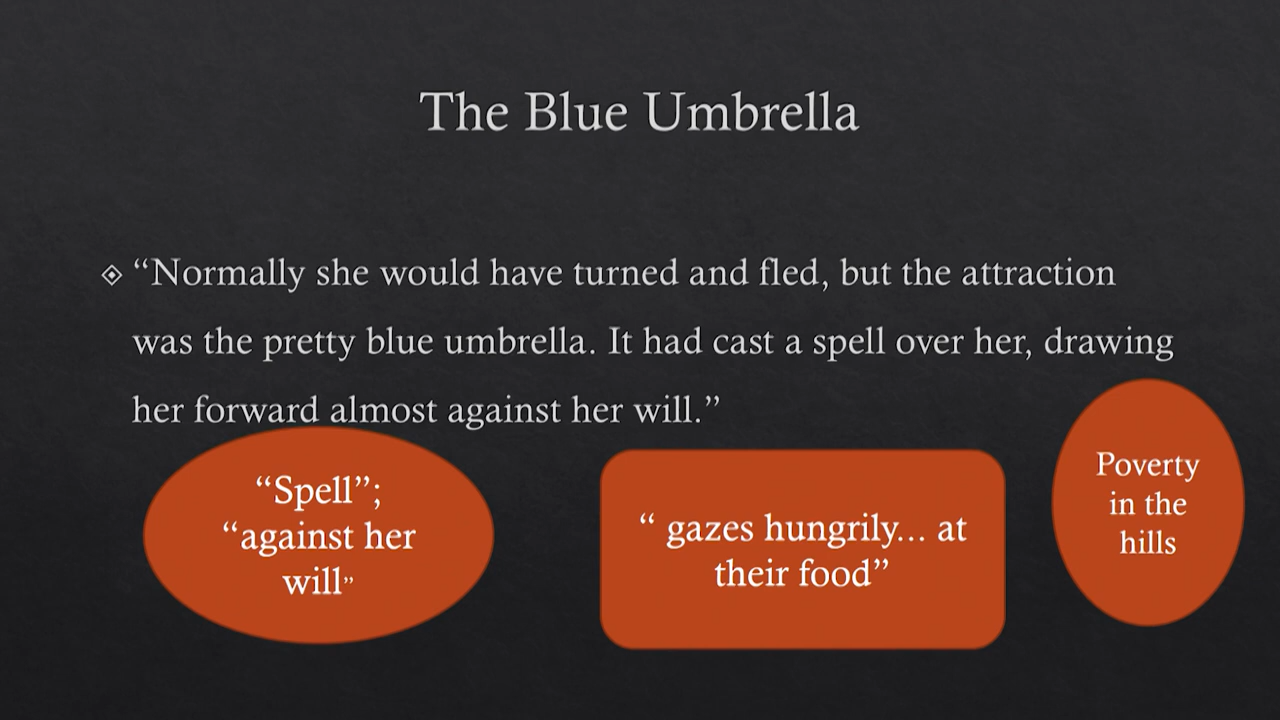 The Blue Umbrella
“Normally she would have turned and fled, but the attraction
was the pretty blue umbrella. It had cast a spell over her, drawing
her forward almost against her will.”
“Spell”;
“against her
will”
“ gazes hungrily... at
their food”
Poverty
in the
hills